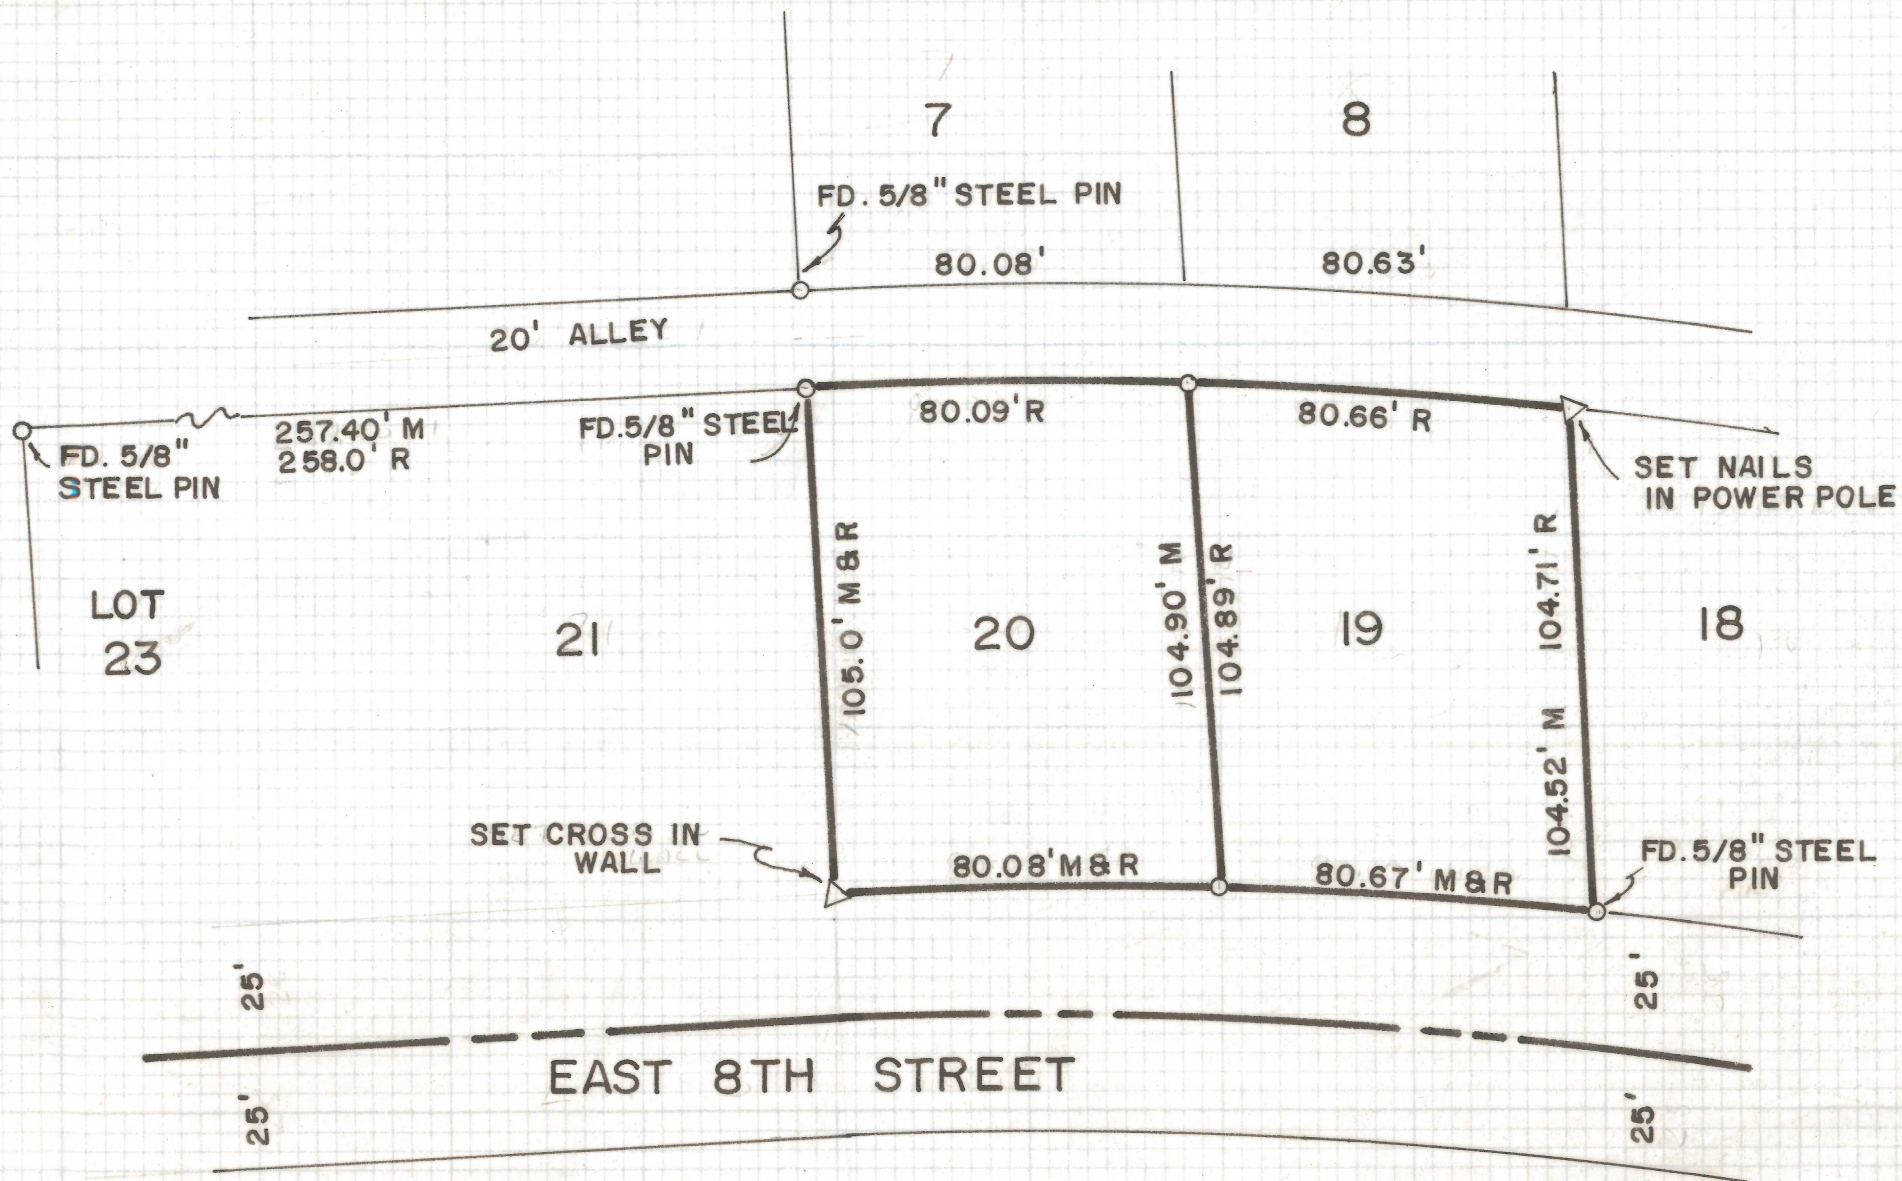 7
8
FD. 5/8" STEEL PIN
80.08'
80.63'
20' ALLEY
80.09' R
80.66' R
257.40' M
258.0' R
FD. 5/8" STEEL
PIN
FD. 5/8"
STEEL PIN
SET NAILS
IN POWER POLE
105.0' M & R
104.90' M
104.89' R
104.71' R
104.52' M
LOT
23
21
20
19
18
SET CROSS IN
WALL
80.08' M & R
80.67' M & R
FD. 5/8" STEEL
PIN
25'
25'
EAST 8TH STREET
25'
25'